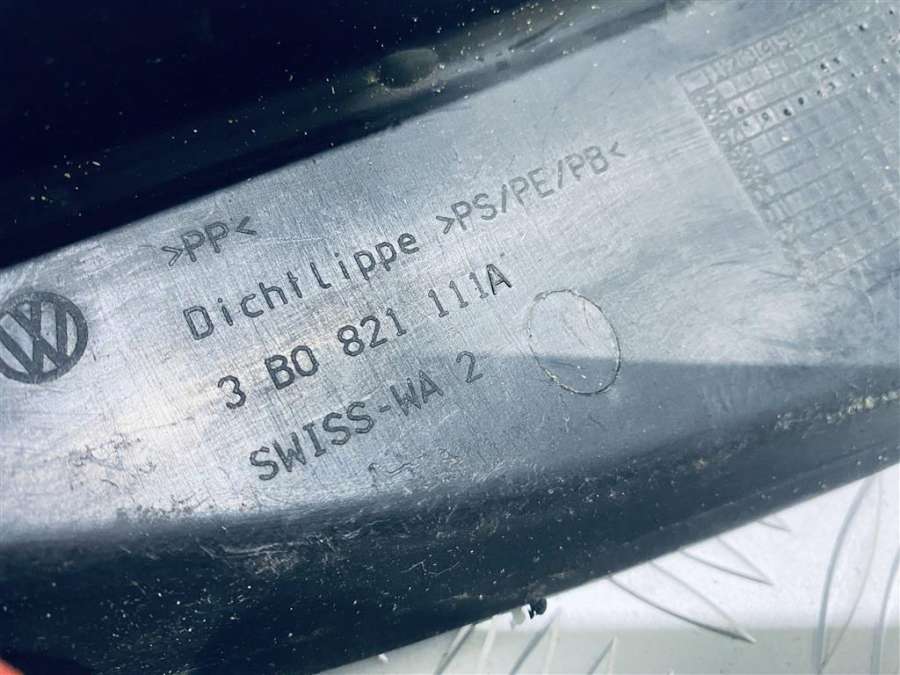 >PP<
Dichtlippe >PS/PE/PB<
3 B0 821 111A
SWISS-WA 2